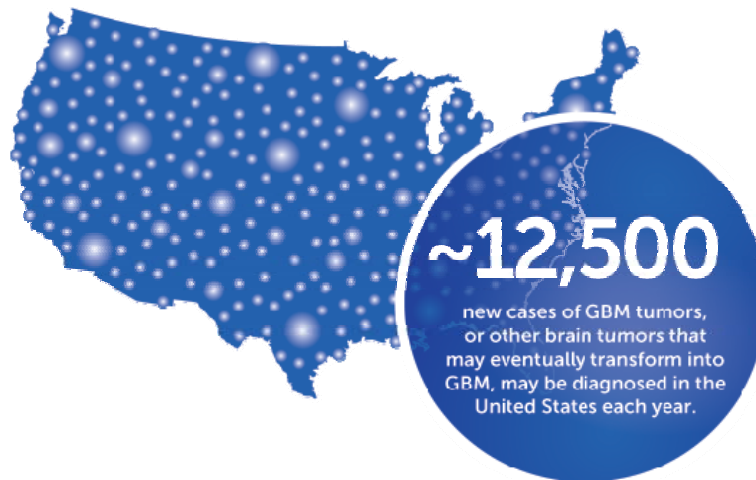 ~12,500
new cases of GBM tumors,
or other brain tumors that
may eventually transform into
GBM, may be diagnosed in the
United States each year.